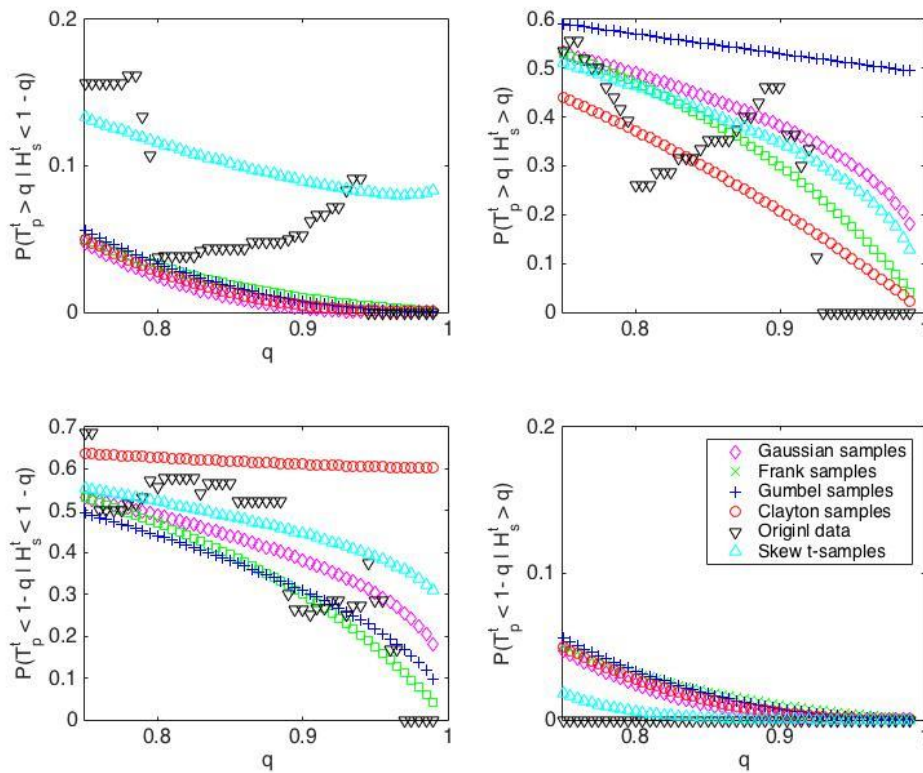 0.2
0.1
0
0.8
0.9
1
q
P(T_p^t > q | H_s^t < 1 - q)
0.6
0.5
0.4
0.3
0.2
0.1
0
0.8
0.9
1
q
P(T_p^t > q | H_s^t > q)
0.7
0.6
0.5
0.4
0.3
0.2
0.1
0
0.8
0.9
1
q
P(T_p^t < 1- q | H_s^t < 1 - q)
0.2
0.1
0
0.8
0.9
1
q
P(T_p^t < 1- q | H_s^t > q)
Gaussian samples
Frank samples
Gumbel samples
Clayton samples
Originl data
Skew t-samples